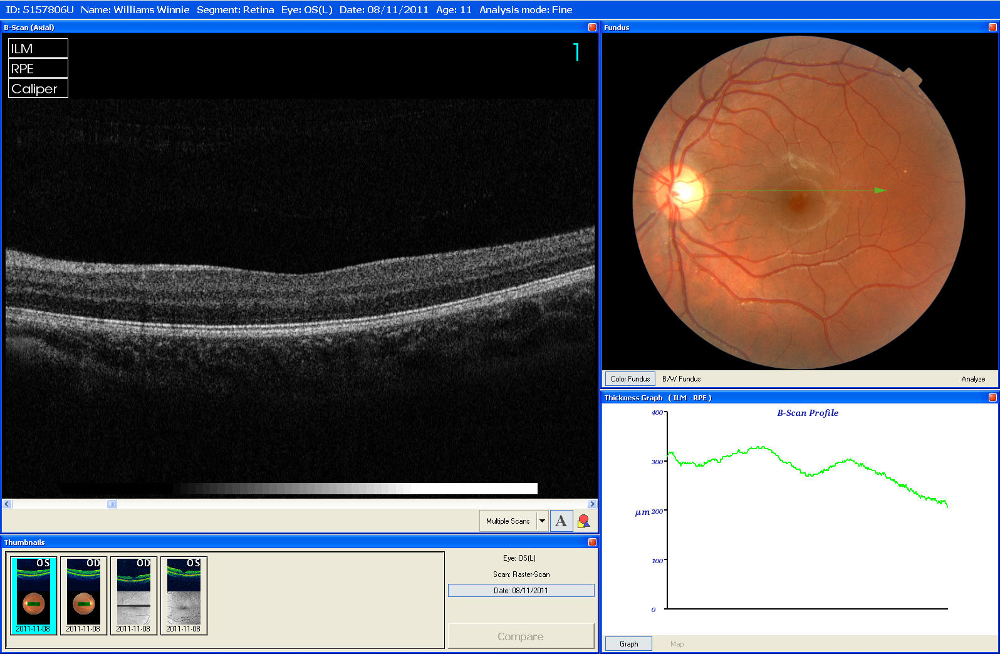 ID: 5157806U   Name: Williams Winnie   Segment: Retina   Eye: OS(L)   Date: 08/11/2011   Age: 11   Analysis mode: Fine
B-Scan (Axial)
ILM
RPE
Caliper
1
Multiple Scans
A
Fundus
Color Fundus
B/W Fundus
Analyze
Thickness Graph   ( ILM - RPE )
B-Scan Profile
400
300
µm 200
100
0
Graph
Map
Thumbnails
OS
2011-11-08
OD
2011-11-08
OD
2011-11-08
OS
2011-11-08
Eye: OS(L)
Scan: Raster-Scan
Date: 08/11/2011
Compare